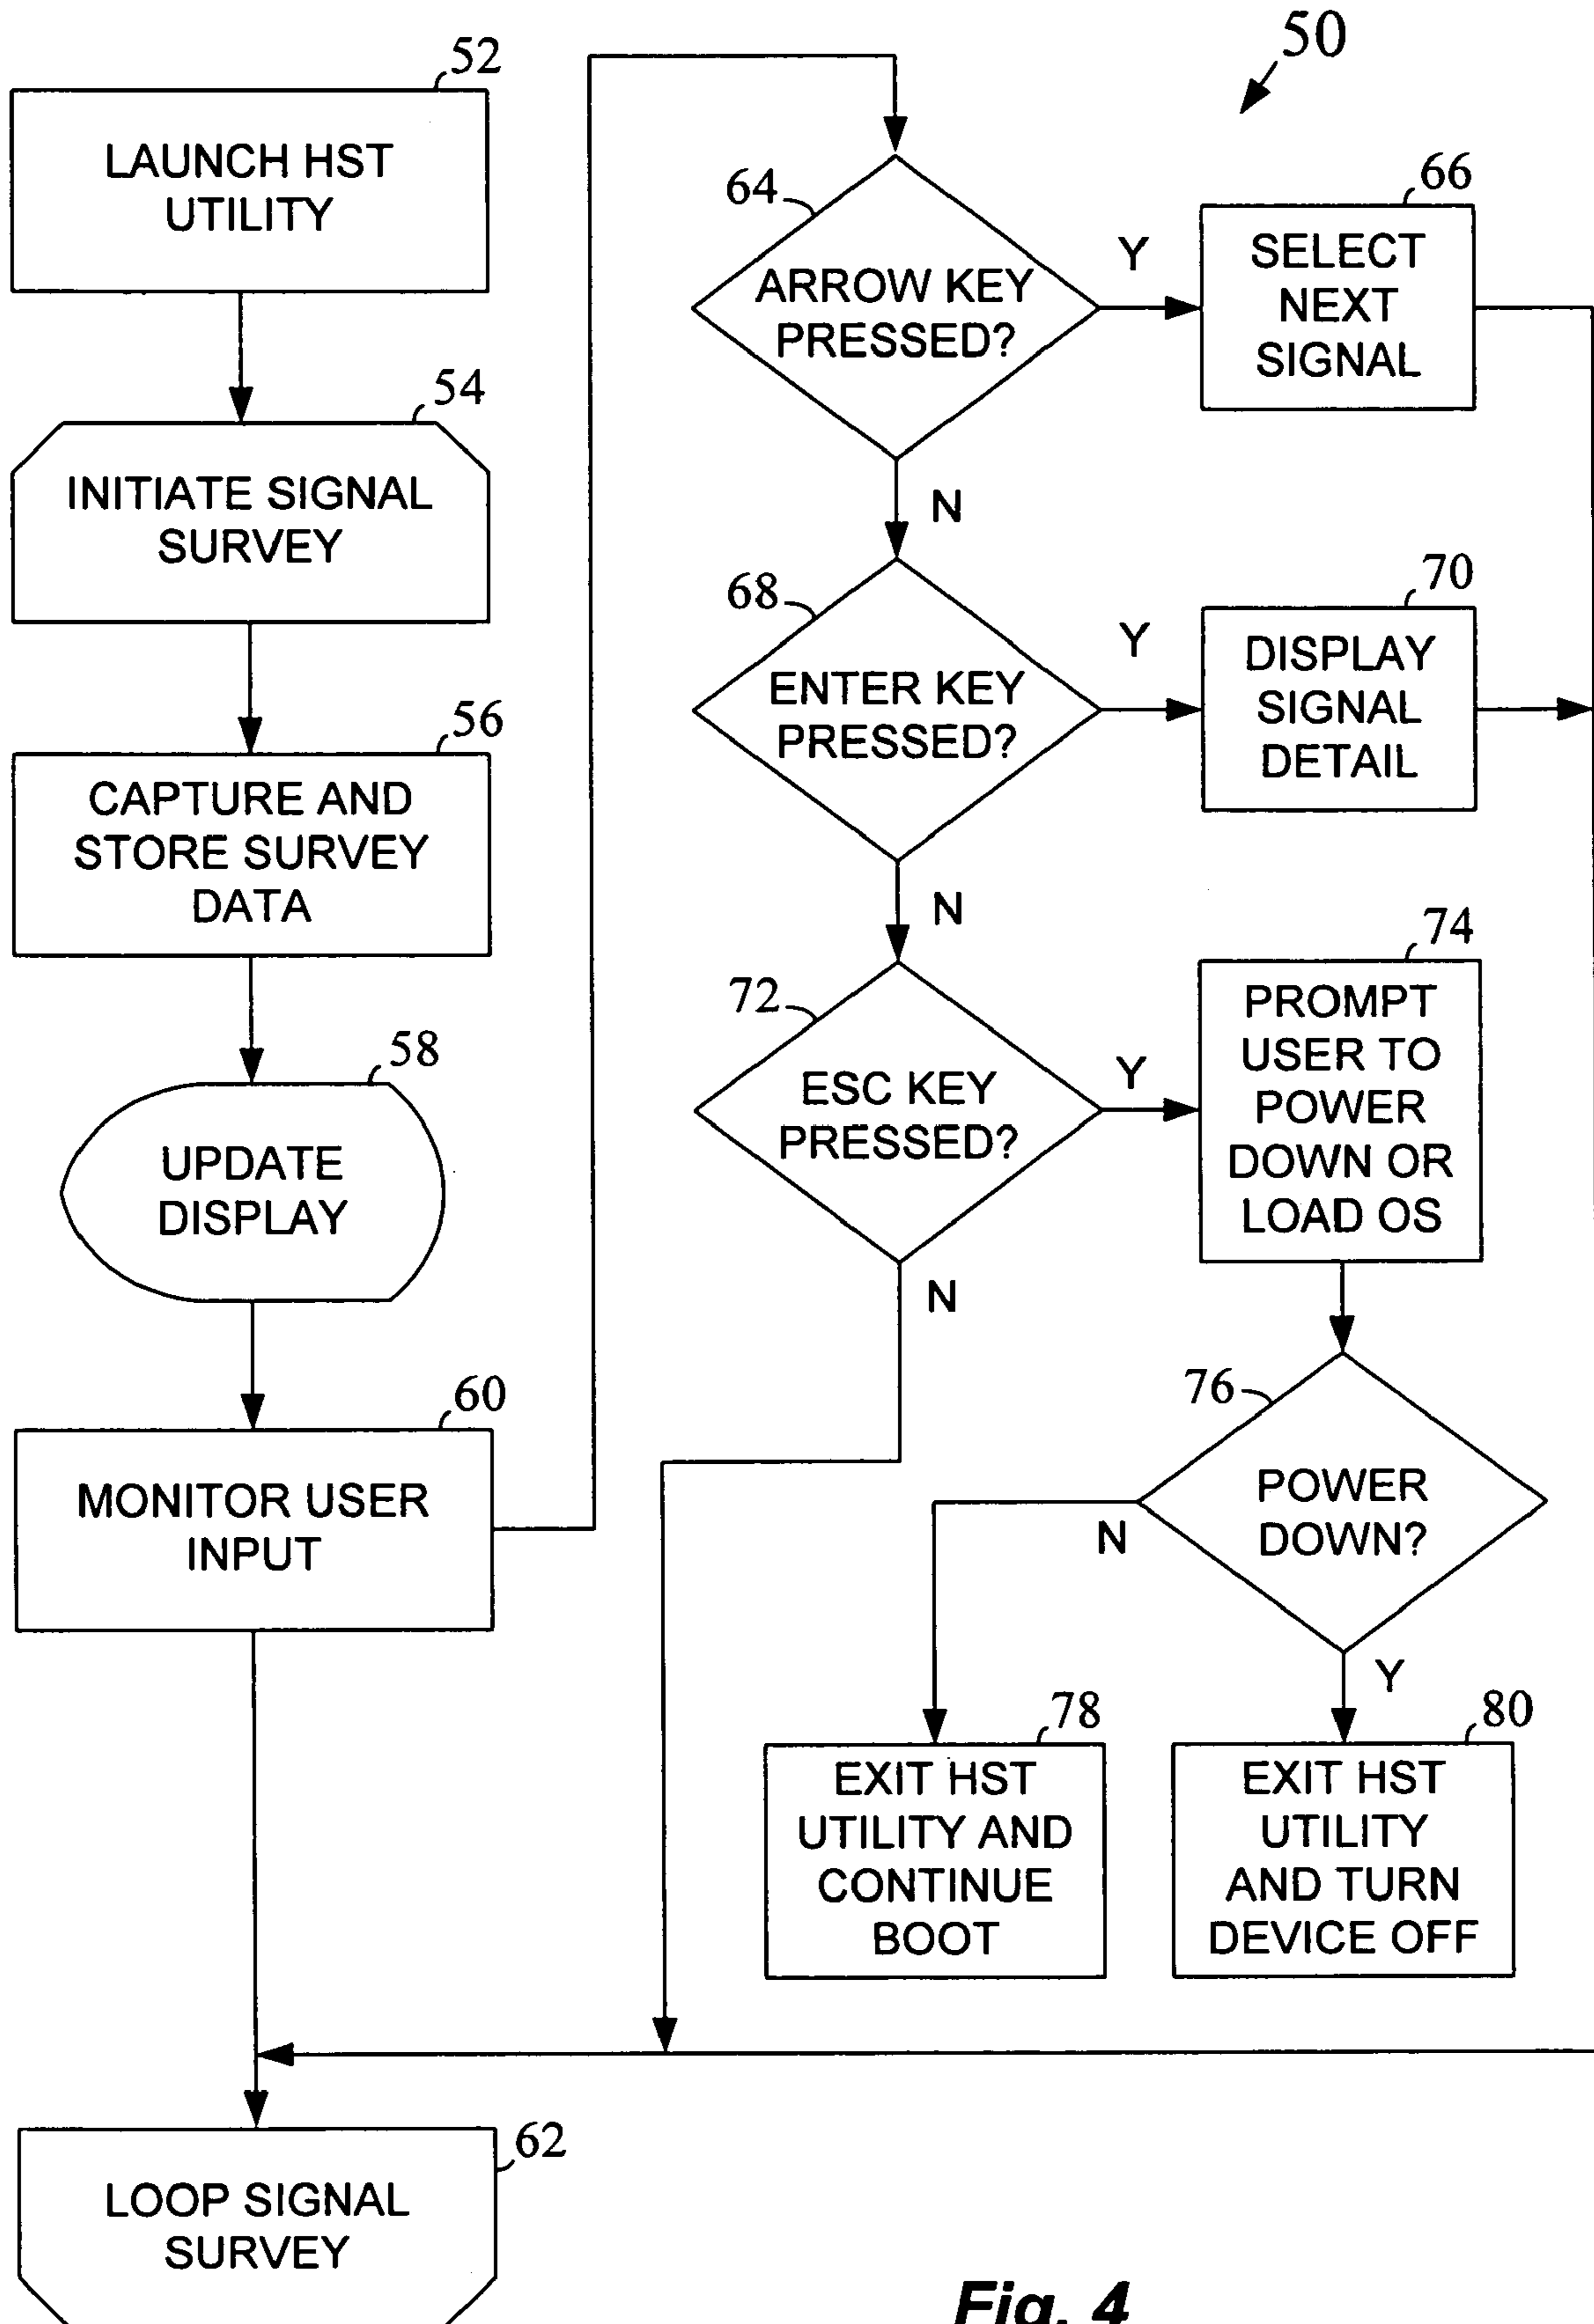 50
52
LAUNCH HST
UTILITY
54
INITIATE SIGNAL
SURVEY
56
CAPTURE AND
STORE SURVEY
DATA
58
UPDATE
DISPLAY
60
MONITOR USER
INPUT
62
LOOP SIGNAL
SURVEY
64
ARROW KEY
PRESSED?
Y
N
66
SELECT
NEXT
SIGNAL
68
ENTER KEY
PRESSED?
Y
N
70
DISPLAY
SIGNAL
DETAIL
72
ESC KEY
PRESSED?
Y
N
74
PROMPT
USER TO
POWER
DOWN OR
LOAD OS
76
POWER
DOWN?
N
Y
78
EXIT HST
UTILITY AND
CONTINUE
BOOT
80
EXIT HST
UTILITY
AND TURN
DEVICE OFF
Fig. 4